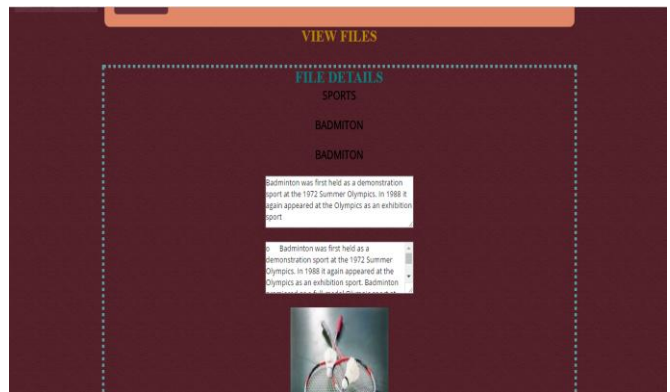 VIEW FILES
FILE DETAILS
SPORTS
BADMITON
BADMITON
Badminton was first held as a demonstration
sport at the 1972 Summer Olympics. In 1988 it
again appeared at the Olympics as an exhibition
sport
o Badminton was first held as a
demonstration sport at the 1972 Summer
Olympics. In 1988 it again appeared at the
Olympics as an exhibition sport. Badminton